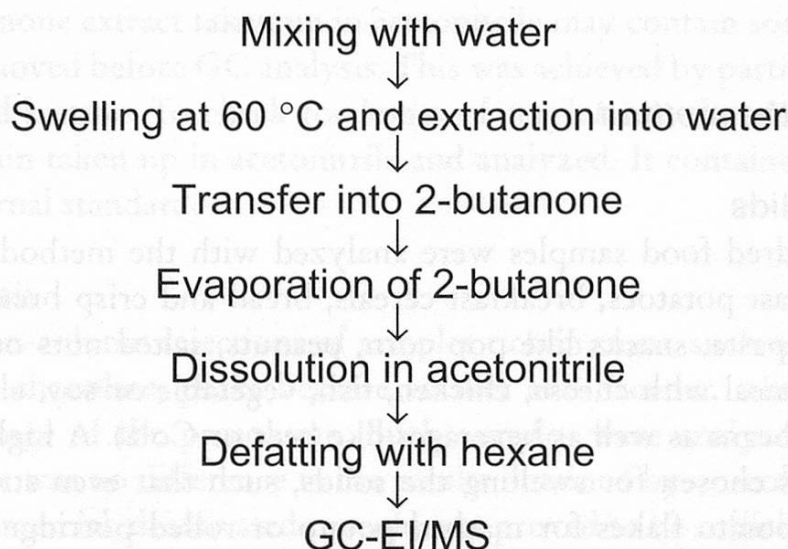 Mixing with water
Swelling at 60 °C and extraction into water
Transfer into 2-butanone
Evaporation of 2-butanone
Dissolution in acetonitrile
Defatting with hexane
GC-EI/MS